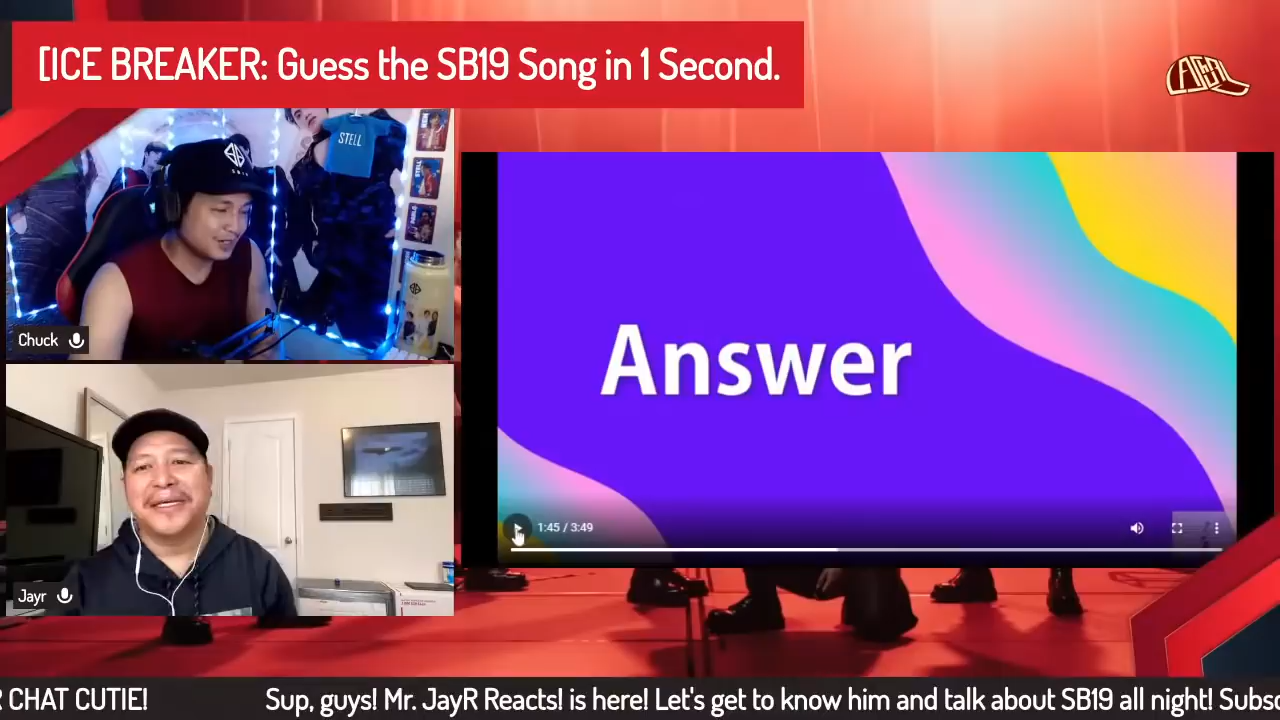 [ICE BREAKER: Guess the SB19 Song in 1 Second.
STELL
Chuck
Answer
1:45 / 3:49
Jayr
R CHAT CUTIE! Sup, guys! Mr. JayR Reacts! is here! Let's get to know him and talk about SB19 all night! Subsc